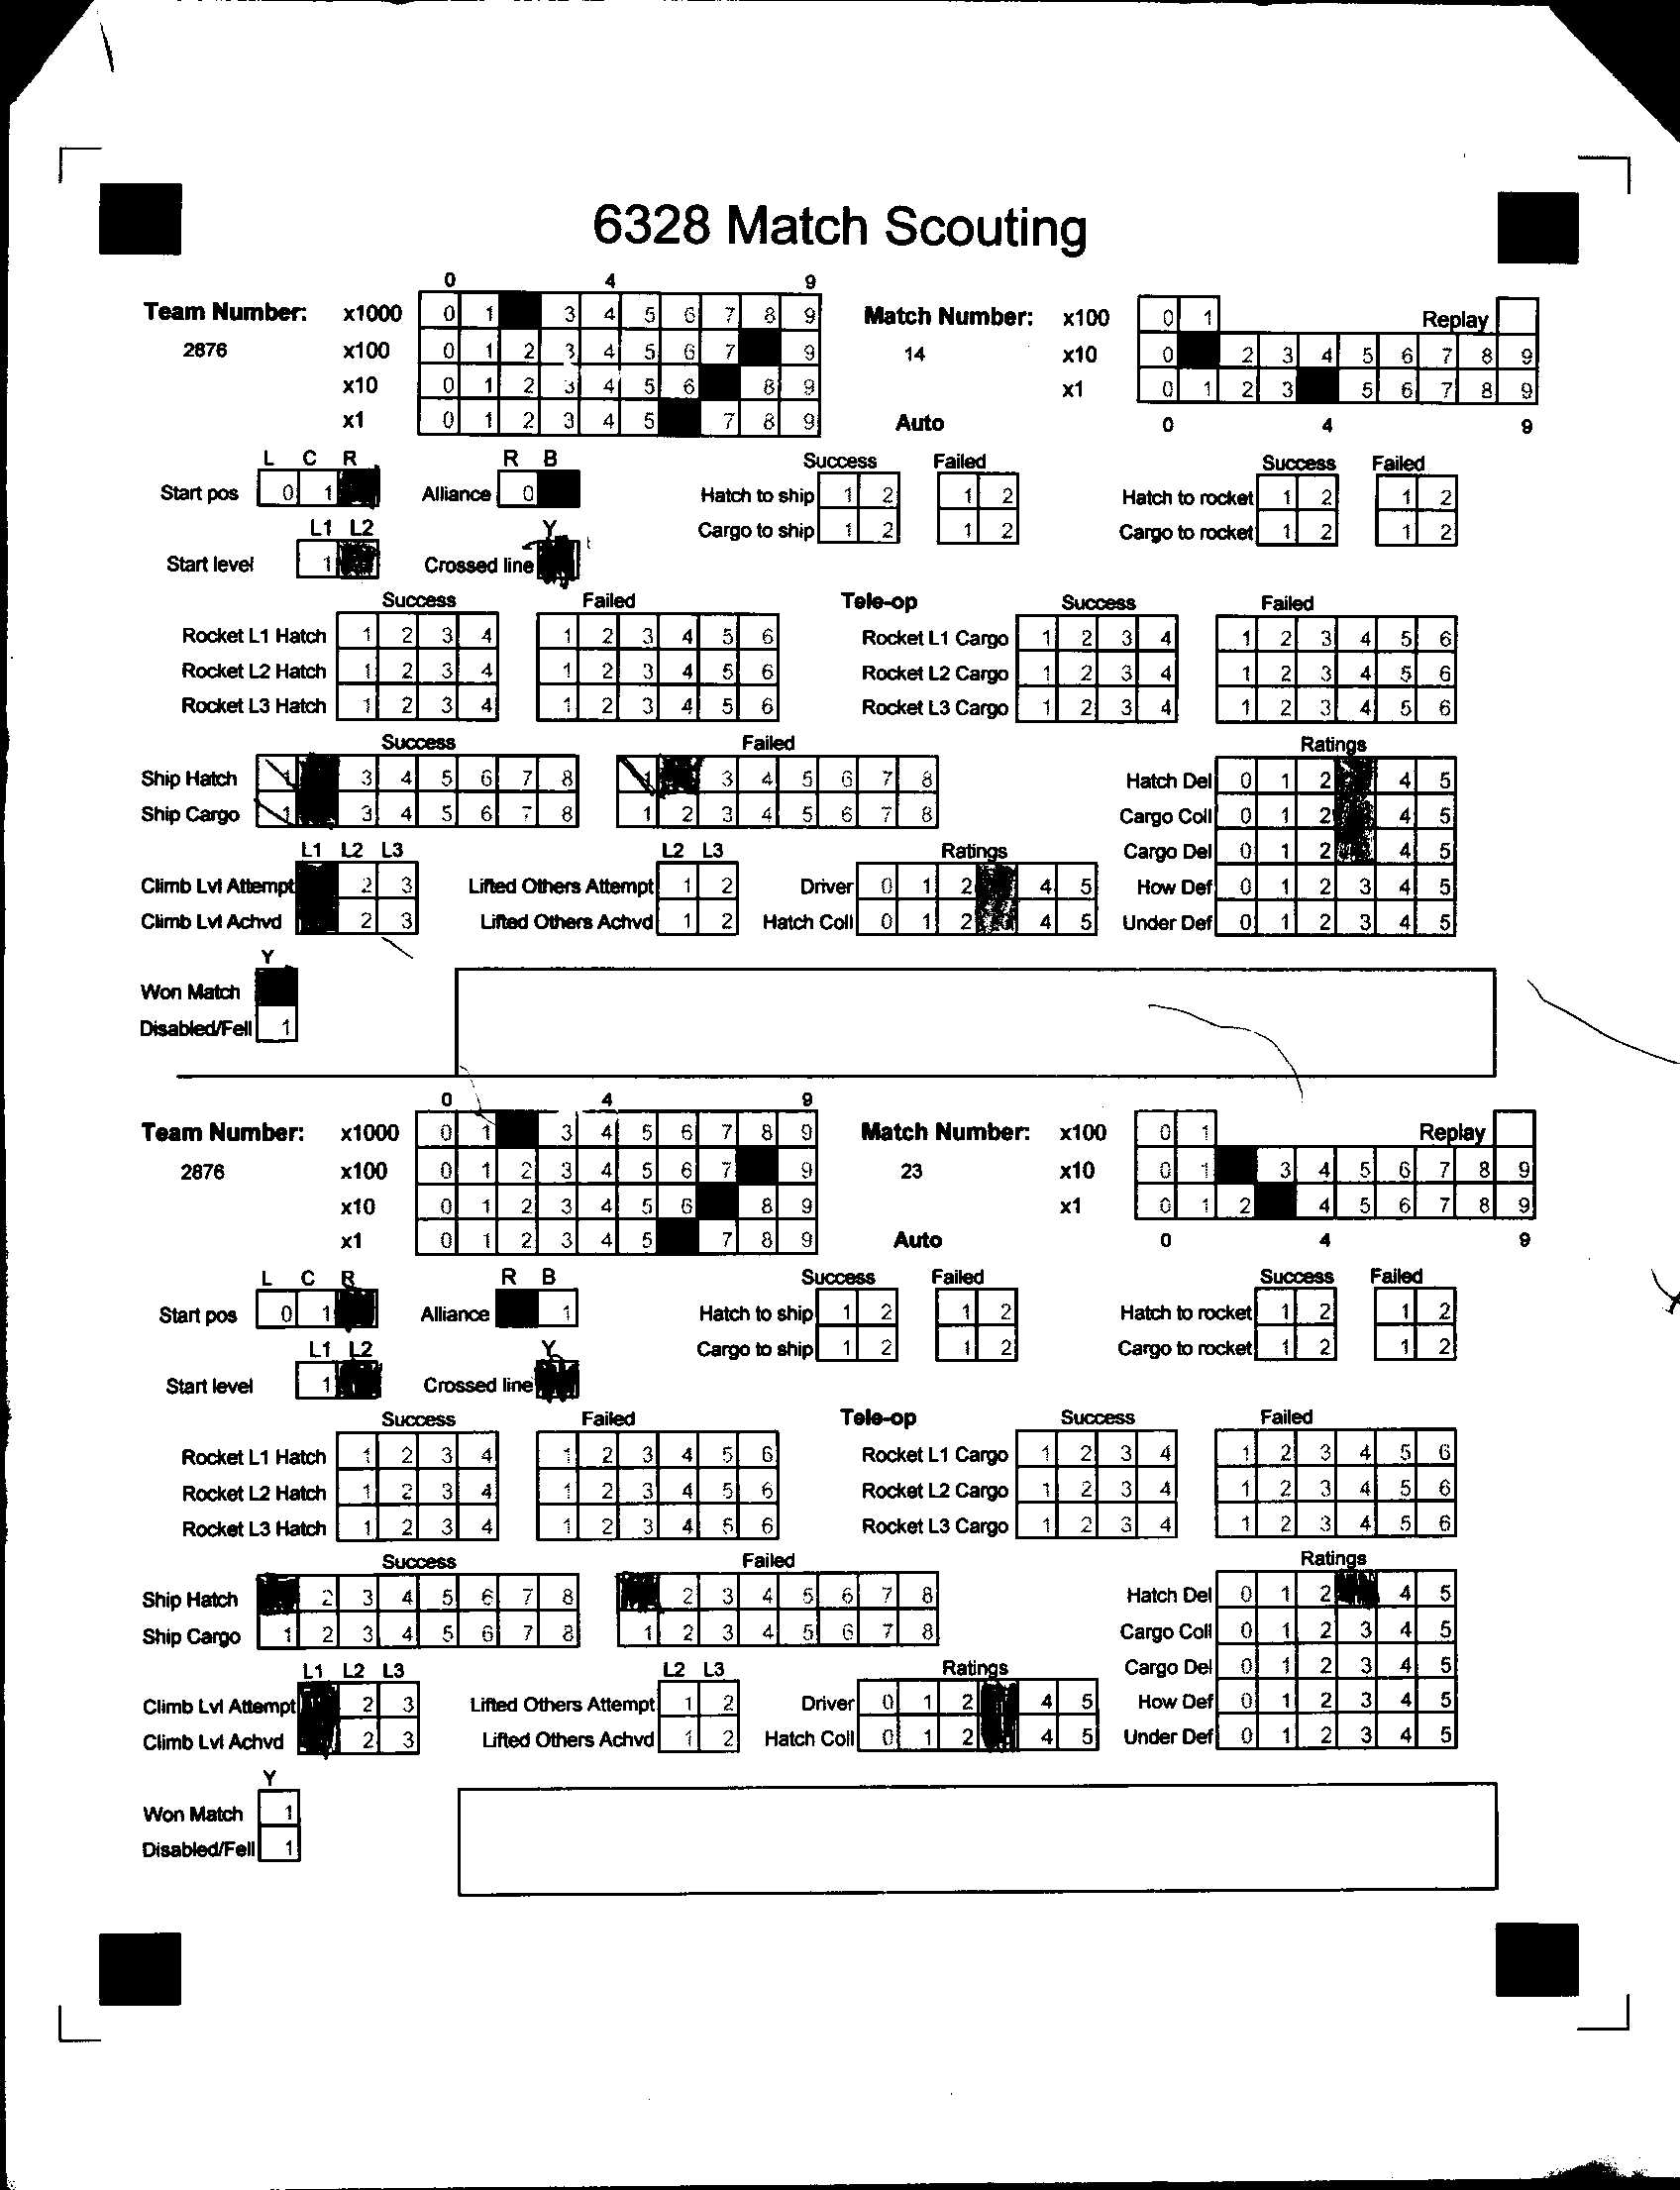 6328 Match Scouting
0 4 9
Team Number: x1000 0 1 3 4 5 6 7 8 9 Match Number: x100 0 1 Replay
2876 x100 0 1 2 3 4 5 6 7 9 14 x10 0 2 3 4 5 6 7 8 9
x10 0 1 2 3 4 5 6 8 9 x1 0 1 2 3 5 6 7 8 9
x1 0 1 2 3 4 5 7 8 9 Auto 0 4 9
L C R R B Success Failed Success Failed
Start pos 0 1 Alliance 0 Hatch to ship 1 2 1 2 Hatch to rocket 1 2 1 2
L1 L2 Y Cargo to ship 1 2 1 2 Cargo to rocket 1 2 1 2
Start level 1 Crossed line
Success Failed Tele-op Success Failed
Rocket L1 Hatch 1 2 3 4 1 2 3 4 5 6 Rocket L1 Cargo 1 2 3 4 1 2 3 4 5 6
Rocket L2 Hatch 1 2 3 4 1 2 3 4 5 6 Rocket L2 Cargo 1 2 3 4 1 2 3 4 5 6
Rocket L3 Hatch 1 2 3 4 1 2 3 4 5 6 Rocket L3 Cargo 1 2 3 4 1 2 3 4 5 6
Success Failed Ratings
Ship Hatch 1 3 4 5 6 7 8 1 3 4 5 6 7 8 Hatch Del 0 1 2 4 5
Ship Cargo 1 3 4 5 6 7 8 1 2 3 4 5 6 7 8 Cargo Coll 0 1 2 4 5
L1 L2 L3 L2 L3 Ratings Cargo Del 0 1 2 4 5
Climb Lvl Attempt 2 3 Lifted Others Attempt 1 2 Driver 0 1 2 4 5 How Def 0 1 2 3 4 5
Climb Lvl Achvd 2 3 Lifted Others Achvd 1 2 Hatch Coll 0 1 2 4 5 Under Def 0 1 2 3 4 5
Y
Won Match
Disabled/Fell 1
0 4 9
Team Number: x1000 0 1 3 4 5 6 7 8 9 Match Number: x100 0 1 Replay
2876 x100 0 1 2 3 4 5 6 7 9 23 x10 0 1 3 4 5 6 7 8 9
x10 0 1 2 3 4 5 6 8 9 x1 0 1 2 4 5 6 7 8 9
x1 0 1 2 3 4 5 7 8 9 Auto 0 4 9
L C R R B Success Failed Success Failed
Start pos 0 1 Alliance 1 Hatch to ship 1 2 1 2 Hatch to rocket 1 2 1 2
L1 L2 Y Cargo to ship 1 2 1 2 Cargo to rocket 1 2 1 2
Start level 1 Crossed line
Success Failed Tele-op Success Failed
Rocket L1 Hatch 1 2 3 4 1 2 3 4 5 6 Rocket L1 Cargo 1 2 3 4 1 2 3 4 5 6
Rocket L2 Hatch 1 2 3 4 1 2 3 4 5 6 Rocket L2 Cargo 1 2 3 4 1 2 3 4 5 6
Rocket L3 Hatch 1 2 3 4 1 2 3 4 5 6 Rocket L3 Cargo 1 2 3 4 1 2 3 4 5 6
Success Failed Ratings
Ship Hatch 2 3 4 5 6 7 8 2 3 4 5 6 7 8 Hatch Del 0 1 2 4 5
Ship Cargo 1 2 3 4 5 6 7 8 1 2 3 4 5 6 7 8 Cargo Coll 0 1 2 3 4 5
L1 L2 L3 L2 L3 Ratings Cargo Del 0 1 2 3 4 5
Climb Lvl Attempt 2 3 Lifted Others Attempt 1 2 Driver 0 1 2 4 5 How Def 0 1 2 3 4 5
Climb Lvl Achvd 2 3 Lifted Others Achvd 1 2 Hatch Coll 0 1 2 4 5 Under Def 0 1 2 3 4 5
Y
Won Match 1
Disabled/Fell 1